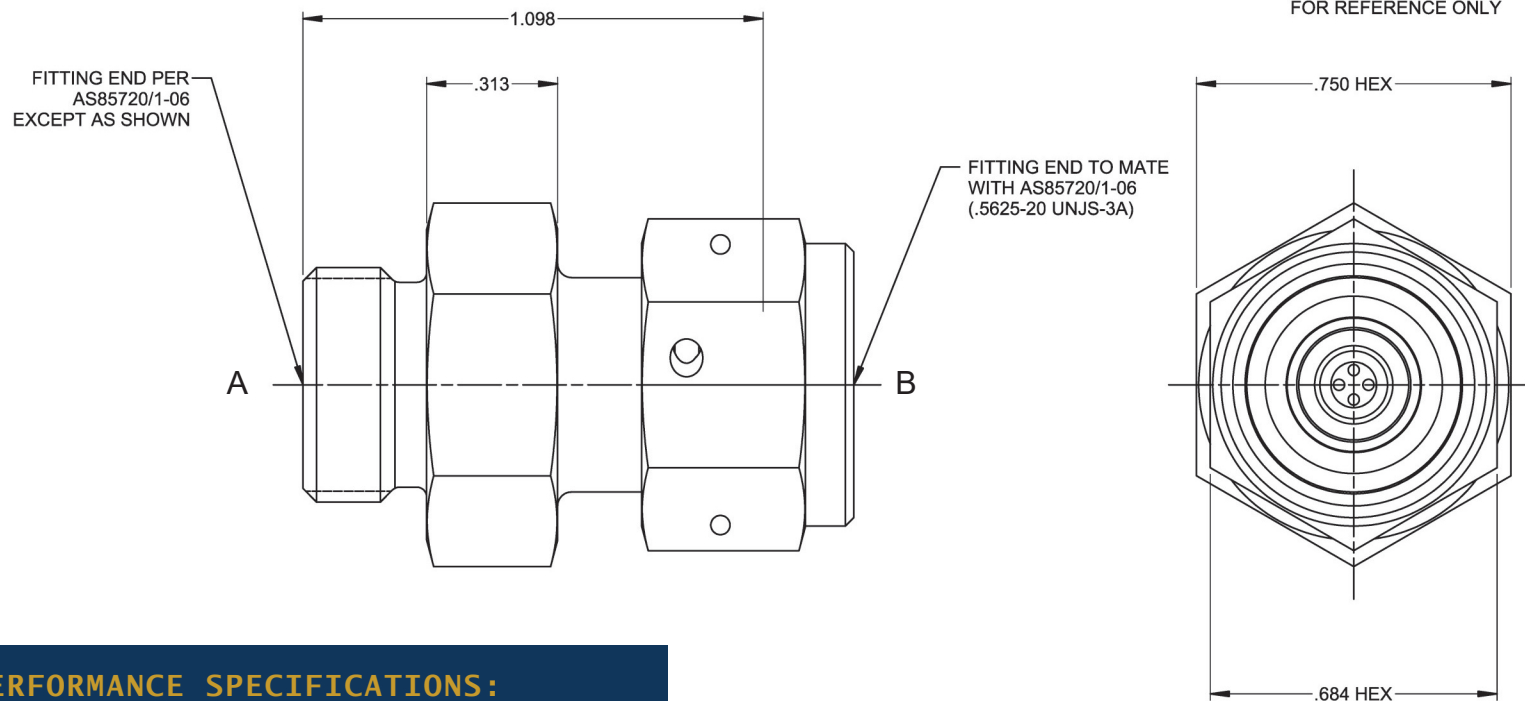 1.098
FOR REFERENCE ONLY
FITTING END PER
AS85720/1-06
EXCEPT AS SHOWN
.313
.750 HEX
FITTING END TO MATE
WITH AS85720/1-06
(.5625-20 UNJS-3A)
A
B
ERFORMANCE SPECIFICATIONS:
.684 HEX